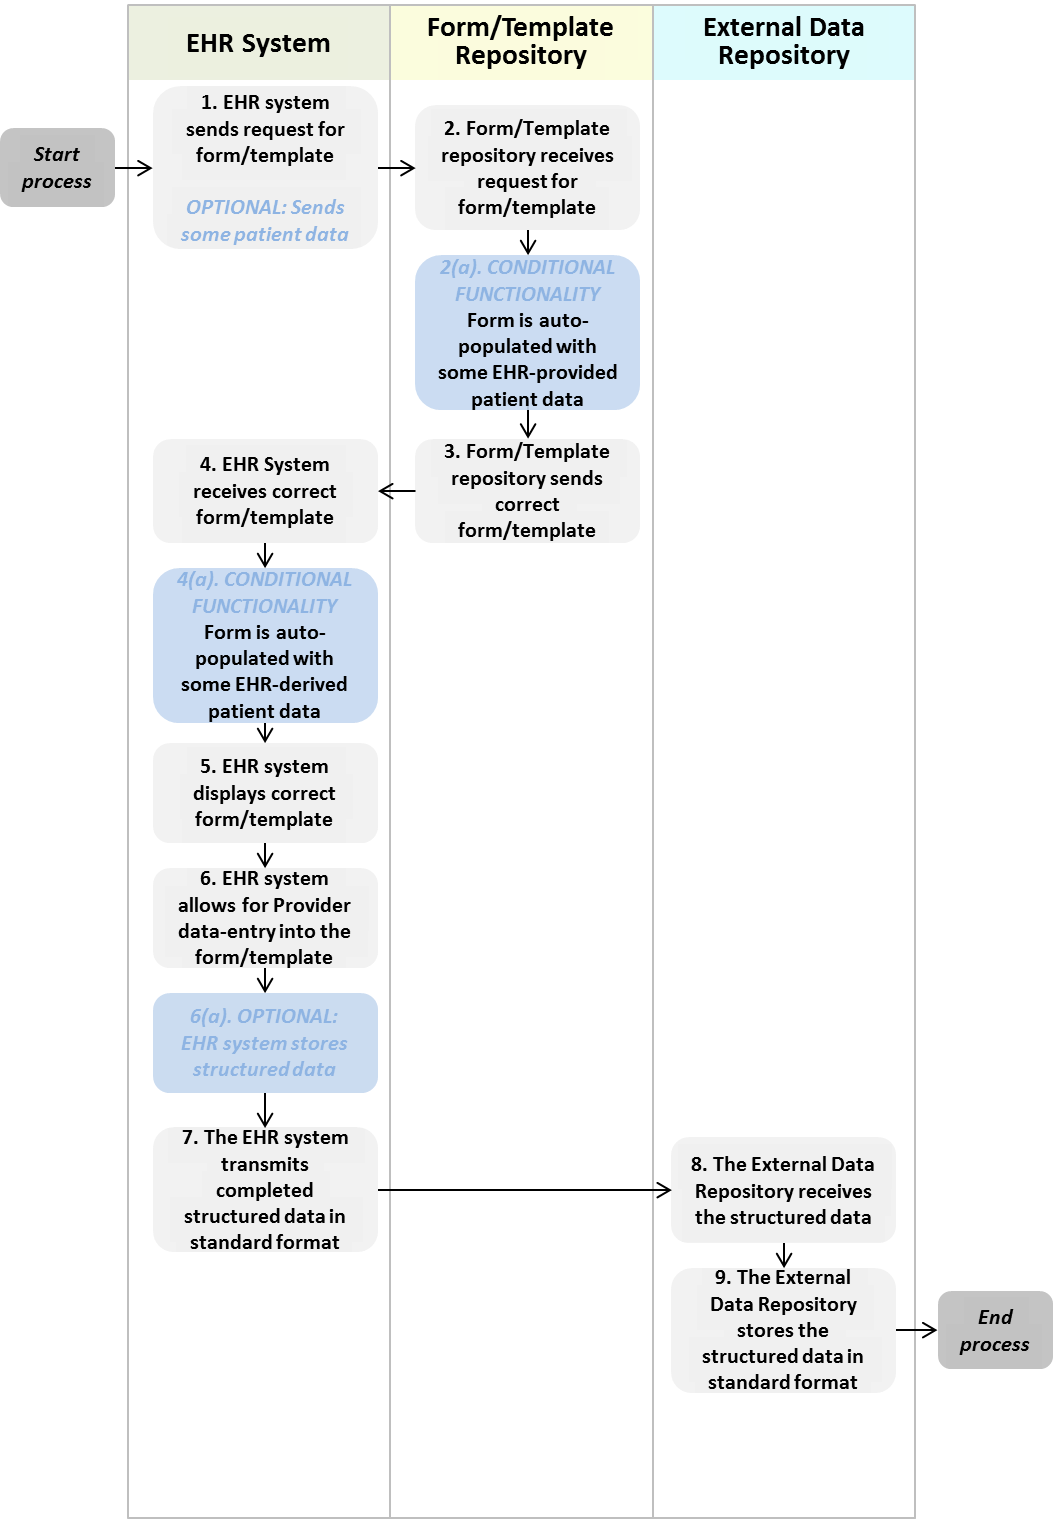 EHR System
Form/Template
Repository
External Data
Repository
Start
process
1. EHR system
sends request for
form/template
OPTIONAL: Sends
some patient data
2. Form/Template
repository receives
request for
form/template
2(a). CONDITIONAL
FUNCTIONALITY
Form is auto-
populated with
some EHR-provided
patient data
3. Form/Template
repository sends
correct
form/template
4. EHR System
receives correct
form/template
4(a). CONDITIONAL
FUNCTIONALITY
Form is auto-
populated with
some EHR-derived
patient data
5. EHR system
displays correct
form/template
6. EHR system
allows for Provider
data-entry into the
form/template
6(a). OPTIONAL:
EHR system stores
structured data
7. The EHR system
transmits
completed
structured data in
standard format
8. The External Data
Repository receives
the structured data
9. The External
Data Repository
stores the
structured data in
standard format
End
process